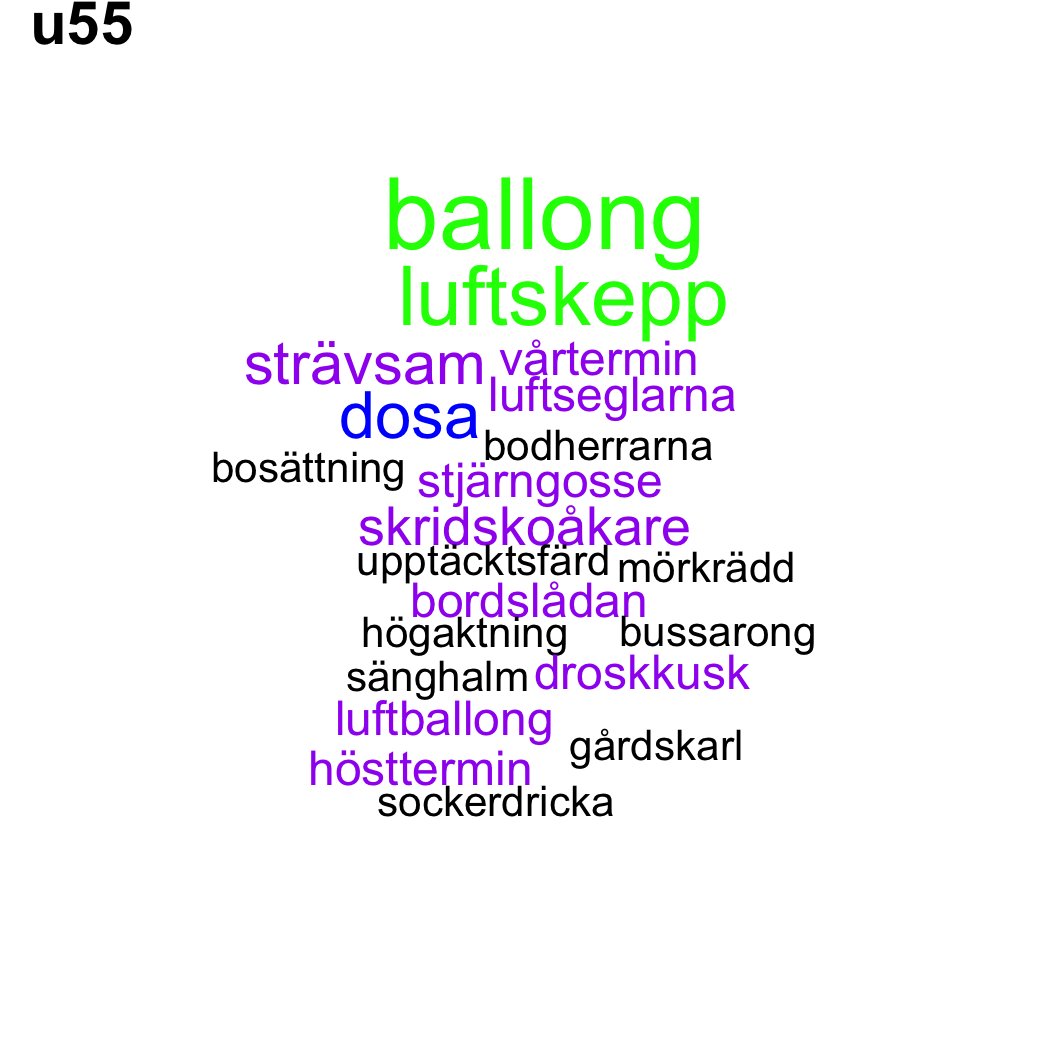 u55
ballong
luftskepp
strävsam vårtermin
luftseglarna
dosa
bodherrarna
bosättning
stjärngosse
skridskoåkare
upptäcktsfärd mörkrädd
bordslådan
högaktning bussarong
sänghalm droskkusk
luftballong
gårdskarl
hösttermin
sockerdricka